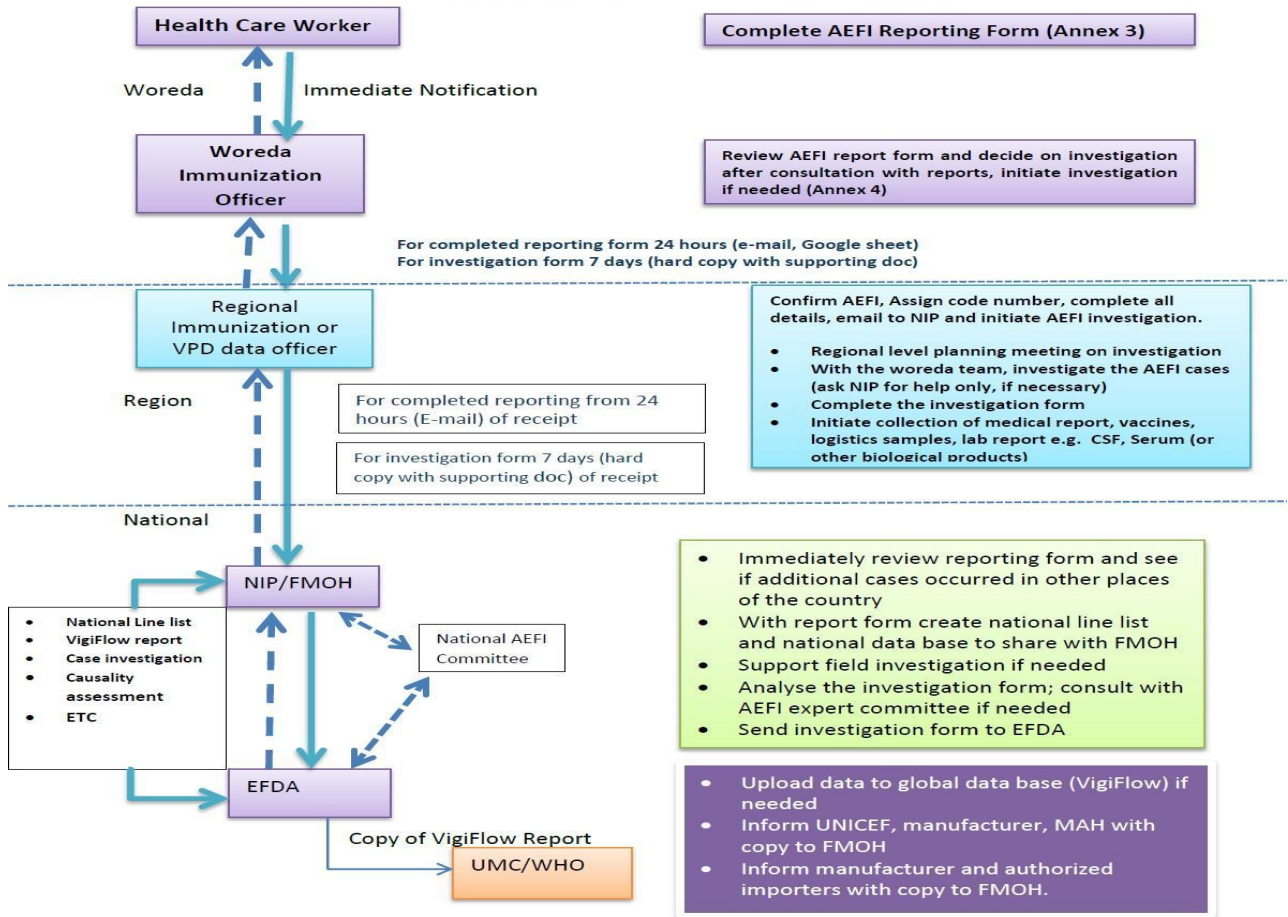 Health Care Worker
Complete AEFI Reporting Form (Annex 3)
Woreda
Immediate Notification
Woreda
Immunization
Officer
Review AEFI report form and decide on investigation
after consultation with reports, initiate investigation
if needed (Annex 4)
For completed reporting form 24 hours (e-mail, Google sheet)
For investigation form 7 days (hard copy with supporting doc)
Regional
Immunization or
VPD data officer
Confirm AEFI, Assign code number, complete all
details, email to NIP and initiate AEFI investigation.
• Regional level planning meeting on investigation
• With the woreda team, investigate the AEFI cases
(ask NIP for help only, if necessary)
• Complete the investigation form
• Initiate collection of medical report, vaccines,
logistics samples, lab report e.g. CSF, Serum (or
other biological products)
Region
For completed reporting from 24
hours (E-mail) of receipt
For investigation form 7 days (hard
copy with supporting doc) of receipt
National
NIP/FMOH
• National Line list
• VigiFlow report
• Case investigation
• Causality
assessment
• ETC
National AEFI
Committee
• Immediately review reporting form and see
if additional cases occurred in other places
of the country
• With report form create national line list
and national data base to share with FMOH
• Support field investigation if needed
• Analyse the investigation form; consult with
AEFI expert committee if needed
• Send investigation form to EFDA
EFDA
• Upload data to global data base (VigiFlow) if
needed
• Inform UNICEF, manufacturer, MAH with
copy to FMOH
• Inform manufacturer and authorized
importers with copy to FMOH.
Copy of VigiFlow Report
UMC/WHO